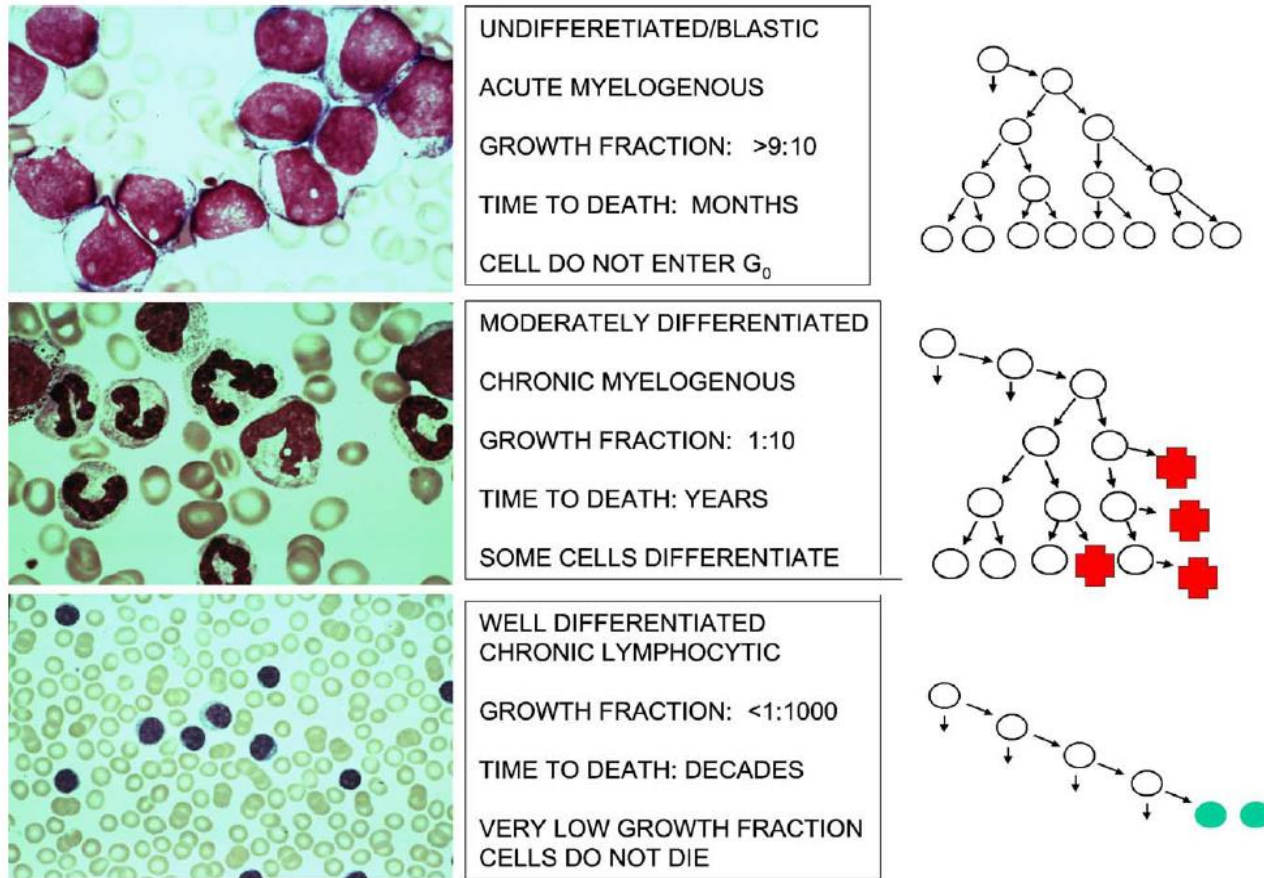 UNDIFFERETIATED/BLASTIC
ACUTE MYELOGENOUS
GROWTH FRACTION: >9:10
TIME TO DEATH: MONTHS
CELL DO NOT ENTER G₀
MODERATELY DIFFERENTIATED
CHRONIC MYELOGENOUS
GROWTH FRACTION: 1:10
TIME TO DEATH: YEARS
SOME CELLS DIFFERENTIATE
WELL DIFFERENTIATED
CHRONIC LYMPHOCYTIC
GROWTH FRACTION: <1:1000
TIME TO DEATH: DECADES
VERY LOW GROWTH FRACTION
CELLS DO NOT DIE